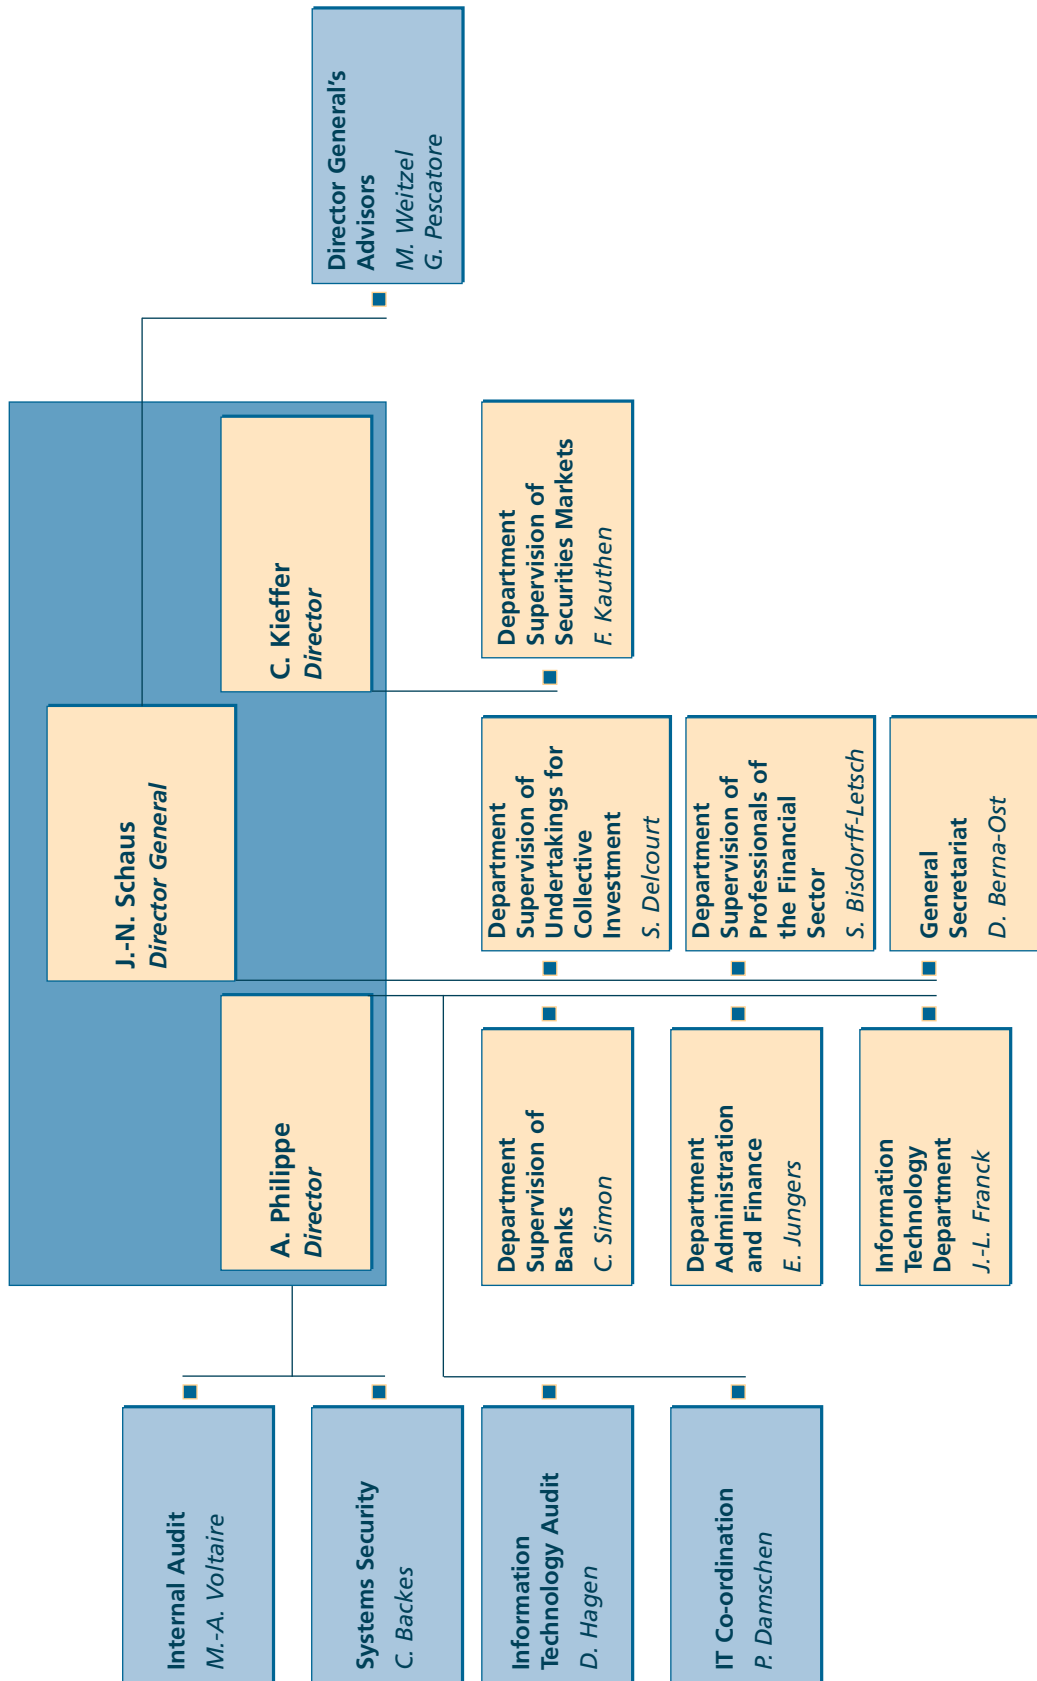 J.-N. Schaus
Director General
A. Philippe
Director
C. Kieffer
Director
Internal Audit
M.-A. Voltaire
Systems Security
C. Backes
Director General's
Advisors
M. Weitzel
G. Pescatore
Information
Technology Audit
D. Hagen
Department
Supervision of
Banks
C. Simon
Department
Supervision of
Undertakings for
Collective
Investment
S. Delcourt
Department
Supervision of
Securities Markets
F. Kauthen
IT Co-ordination
P. Damschen
Department
Administration
and Finance
E. Jungers
Department
Supervision of
Professionals of
the Financial
Sector
S. Bisdorff-Letsch
Information
Technology
Department
J.-L. Franck
General
Secretariat
D. Berna-Ost